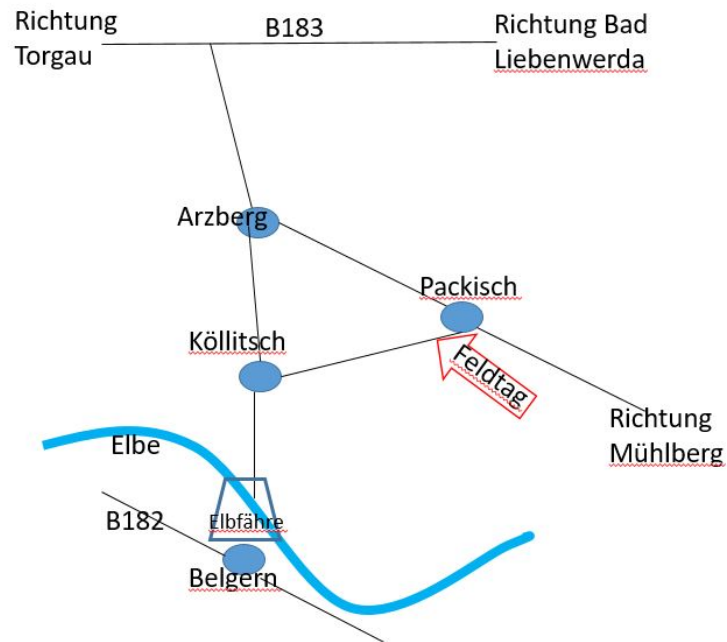 Richtung
Torgau
B183
Richtung Bad
Liebenwerda
Arzberg
Packisch
Köllitsch
Feldtag
Richtung
Mühlberg
Elbe
B182
Elbfähre
Belgern